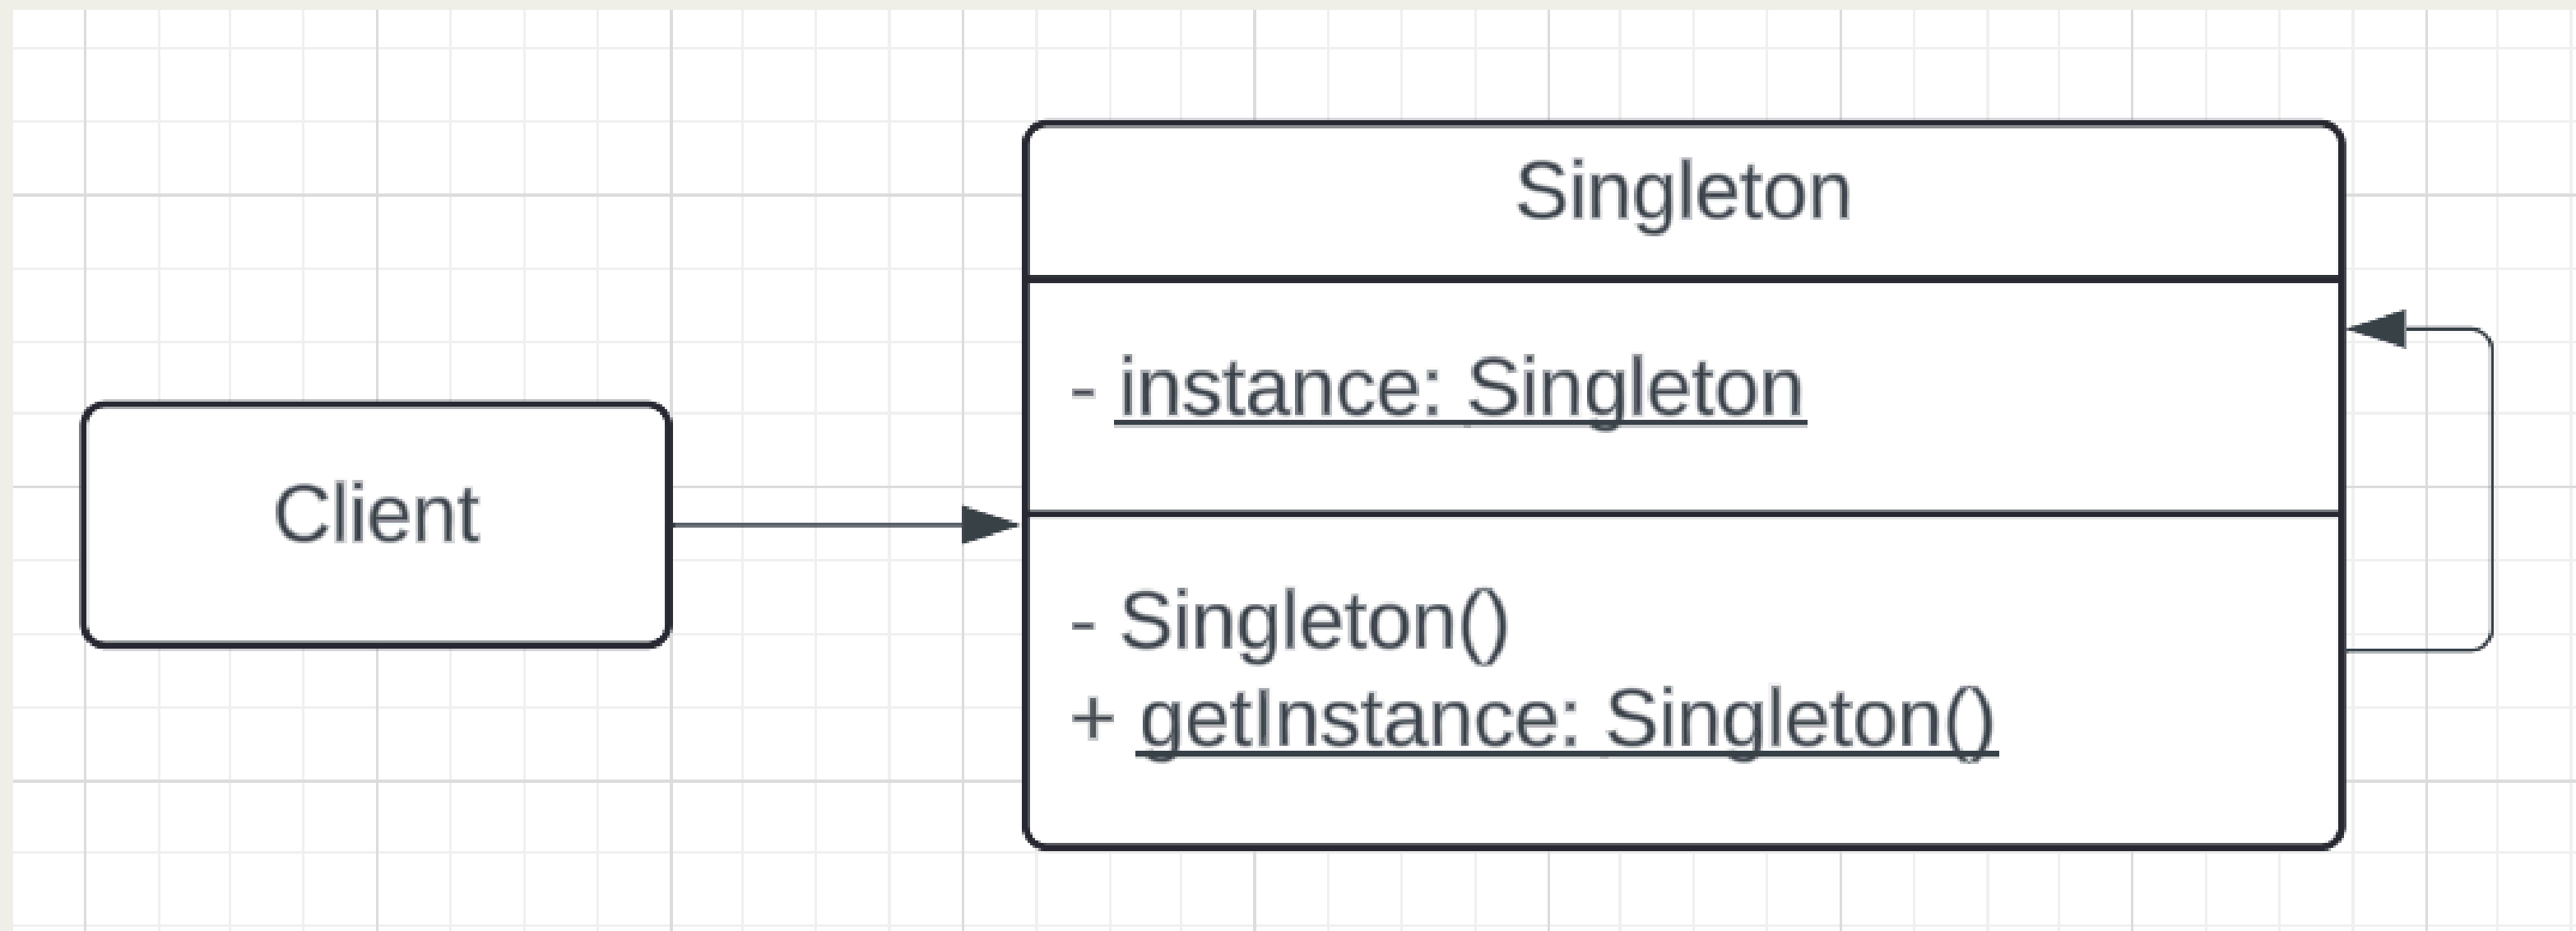 Client
Singleton
- instance: Singleton
- Singleton()
+ getInstance: Singleton()